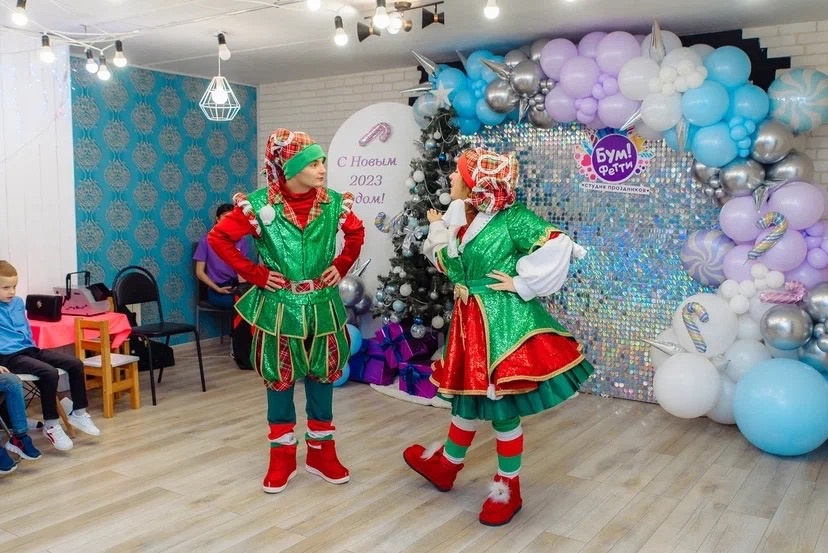 С Новым
2023
годом!
БУМ!
ФеТТи
•студия праздников•